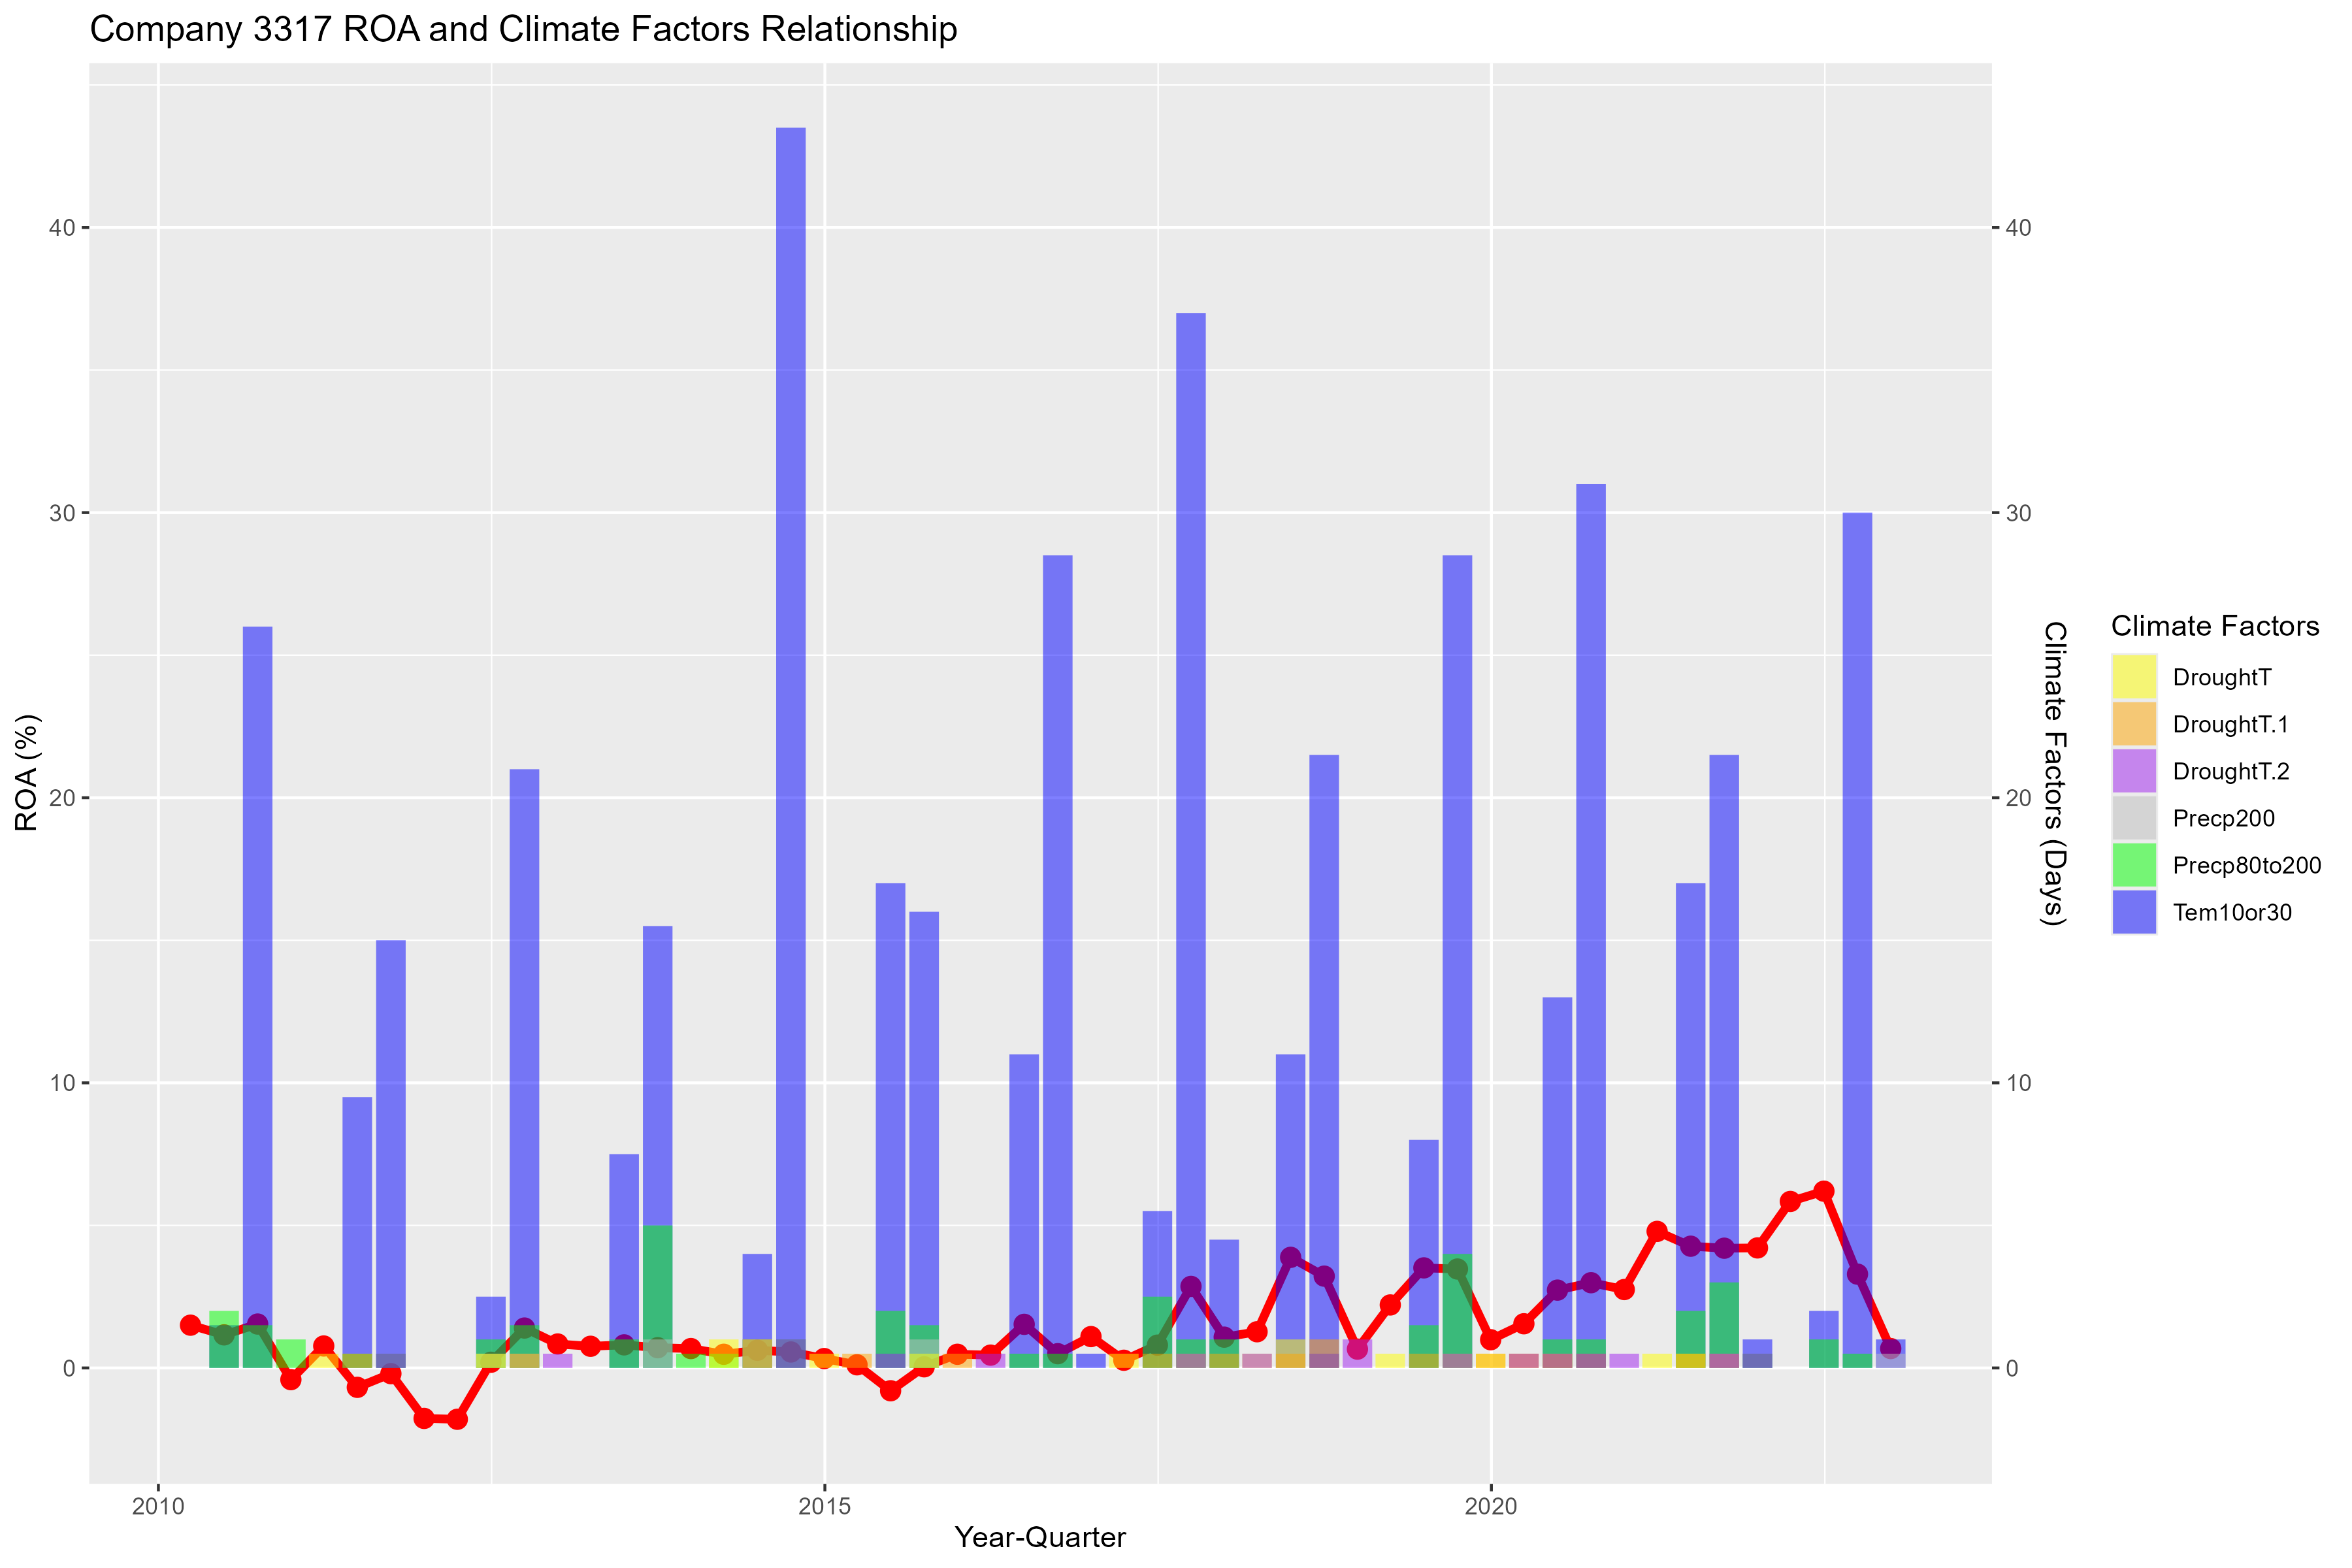 Company 3317 ROA and Climate Factors Relationship
40
30
20
10
0
ROA (%)
40
30
20
10
0
Climate Factors (Days)
2010
2015
2020
Year-Quarter
Climate Factors
DroughtT
DroughtT.1
DroughtT.2
Precp200
Precp80to200
Tem10or30